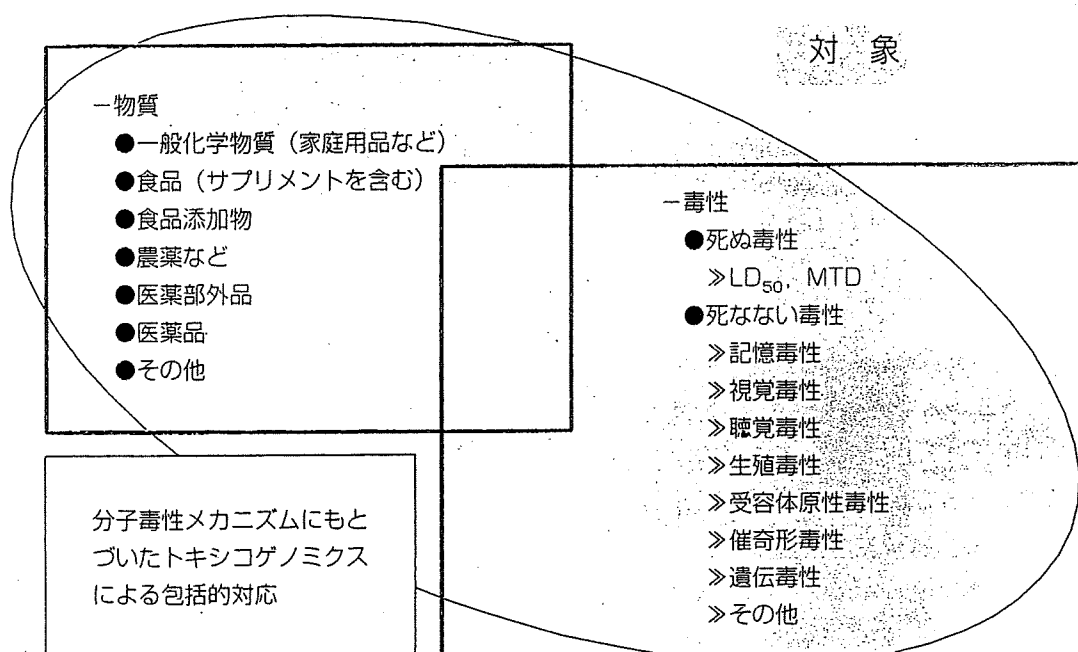 対 象
－物質
●一般化学物質（家庭用品など）
●食品（サプリメントを含む）
●食品添加物
●農薬など
●医薬部外品
●医薬品
●その他
－毒性
●死ぬ毒性
≫LD50, MTD
●死なない毒性
≫記憶毒性
≫視覚毒性
≫聴覚毒性
≫生殖毒性
≫受容体原性毒性
≫催奇形毒性
≫遺伝毒性
≫その他
分子毒性メカニズムにもと
づいたトキシコゲノミクス
による包括的対応